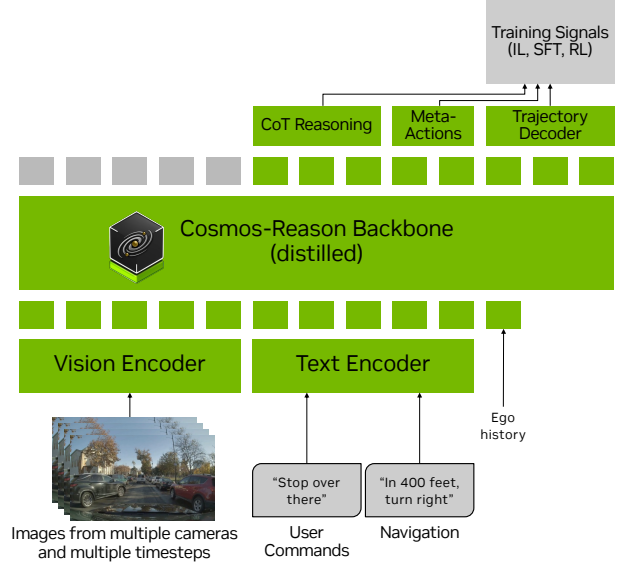 Training Signals
(IL, SFT, RL)
CoT Reasoning
Meta-
Actions
Trajectory
Decoder
Cosmos-Reason Backbone
(distilled)
Vision Encoder
Text Encoder
Ego
history
“Stop over
there”
“In 400 feet,
turn right”
Images from multiple cameras
and multiple timesteps
User
Commands
Navigation